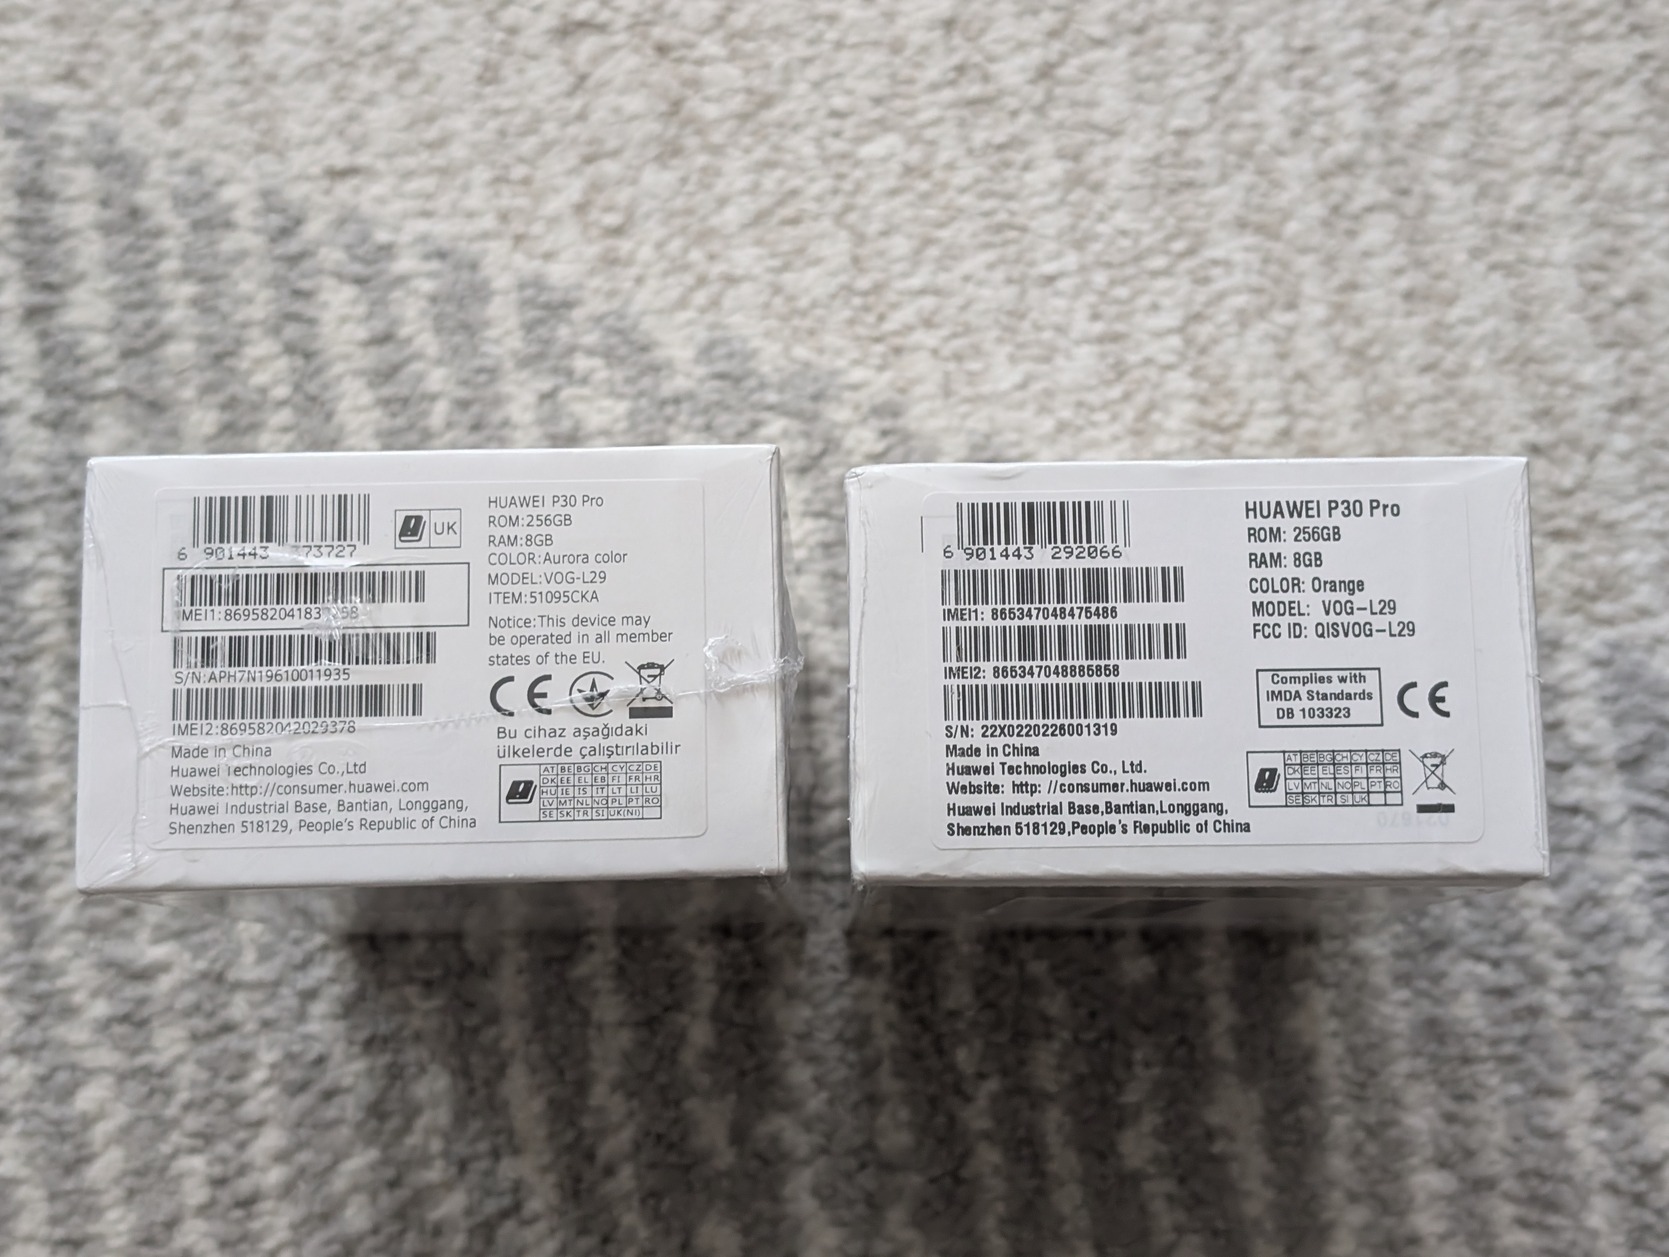 6 901443 373727
UK
IMEI1:86958204183
S/N:APH7N19610011935
IMEI2:869582042029378
Made in China
Huawei Technologies Co.,Ltd
Website:http://consumer.huawei.com
Huawei Industrial Base, Bantian, Longgang,
Shenzhen 518129, People's Republic of China
HUAWEI P30 Pro
ROM:256GB
RAM:8GB
COLOR:Aurora color
MODEL:VOG-L29
ITEM:51095CKA
Notice:This device may
be operated in all member
states of the EU.
CE
Bu cihaz aşağıdaki
ülkelerde çalıştırılabilir
AT BE BG CH CY CZ DE
DK EE EL EB FI FR HR
HU IE IS IT LT LI LU
LV MT NL NO PL PT RO
SE SK TR SI UK(NI)
6 901443 292066
IMEI1: 865347048475486
IMEI2: 865347048885858
S/N: 22X0220226001319
Made in China
Huawei Technologies Co., Ltd.
Website: http: //consumer.huawei.com
Huawei Industrial Base,Bantian,Longgang,
Shenzhen 518129,People's Republic of China
HUAWEI P30 Pro
ROM: 256GB
RAM: 8GB
COLOR: Orange
MODEL: VOG-L29
FCC ID: QISVOG-L29
Complies with
IMDA Standards
DB 103323
CE
AT BE BG CH CY CZ DE
DK EE EL ES FI FR HR
LV MT NL NO PL PT RO
SE SK TR SI UK